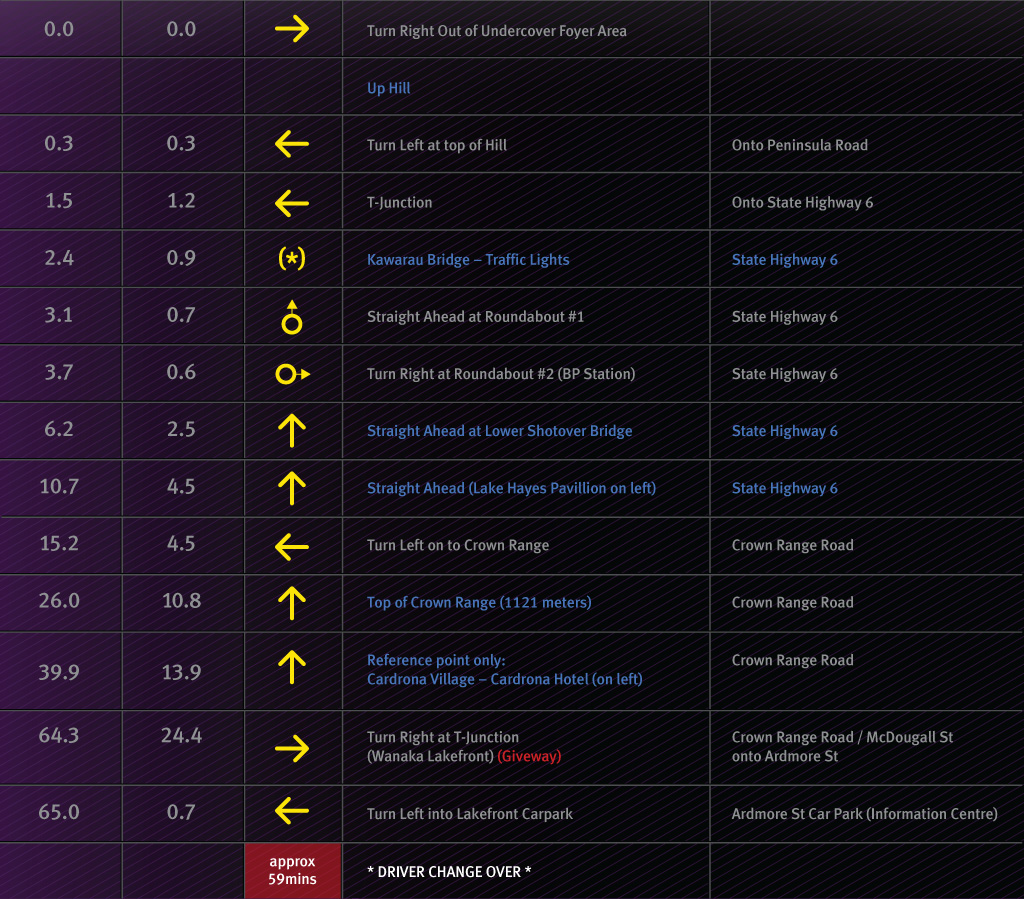 0.0 0.0 Turn Right Out of Undercover Foyer Area
Up Hill
0.3 0.3 Turn Left at top of Hill Onto Peninsula Road
1.5 1.2 T-Junction Onto State Highway 6
2.4 0.9 (*) Kawarau Bridge – Traffic Lights State Highway 6
3.1 0.7 Straight Ahead at Roundabout #1 State Highway 6
3.7 0.6 Turn Right at Roundabout #2 (BP Station) State Highway 6
6.2 2.5 Straight Ahead at Lower Shotover Bridge State Highway 6
10.7 4.5 Straight Ahead (Lake Hayes Pavillion on left) State Highway 6
15.2 4.5 Turn Left on to Crown Range Crown Range Road
26.0 10.8 Top of Crown Range (1121 meters) Crown Range Road
39.9 13.9 Reference point only: Crown Range Road
Cardrona Village – Cardrona Hotel (on left)
64.3 24.4 Turn Right at T-Junction Crown Range Road / McDougall St
(Wanaka Lakefront) (Giveway) onto Ardmore St
65.0 0.7 Turn Left into Lakefront Carpark Ardmore St Car Park (Information Centre)
approx
59mins * DRIVER CHANGE OVER *